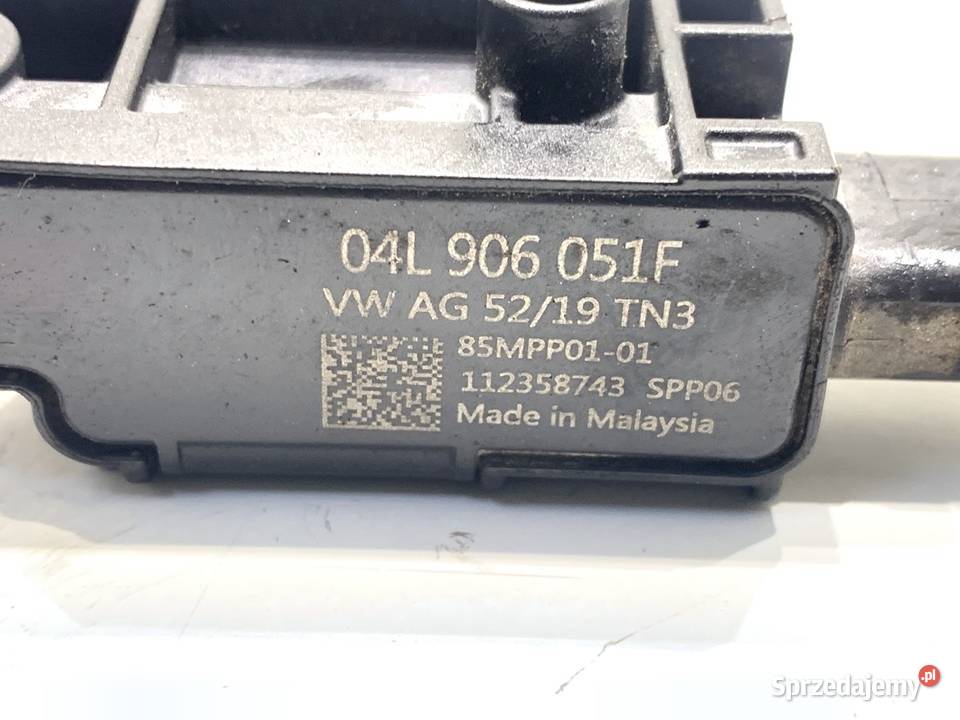 04L 906 051F
VW AG 52/19 TN3
85MPP01-01
112358743 SPP06
Made in Malaysia
Sprzedajemy.pl